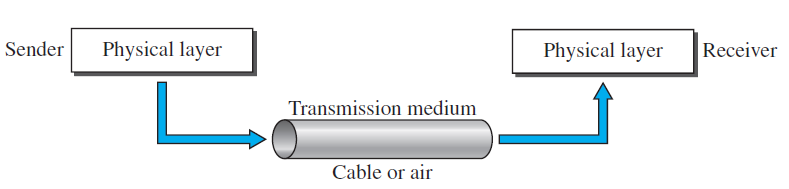 Sender
Physical layer
Physical layer
Receiver
Transmission medium
Cable or air